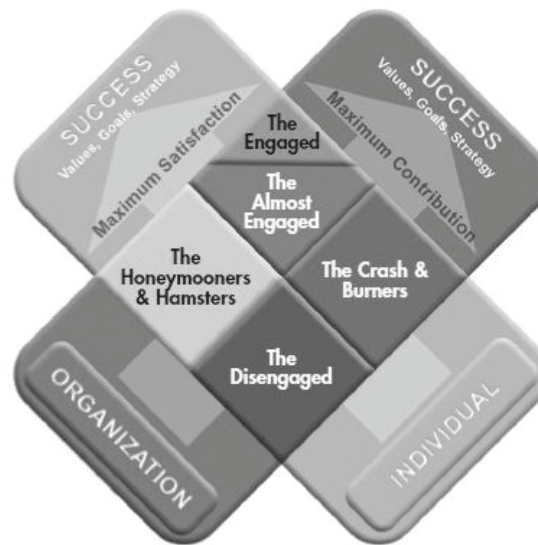 SUCCESS
Values, Goals, Strategy
Maximum Satisfaction
SUCCESS
Values, Goals, Strategy
Maximum Contribution
The
Engaged
The
Almost
Engaged
The
Honeymooners
& Hamsters
The Crash &
Burners
The
Disengaged
ORGANIZATION
INDIVIDUAL